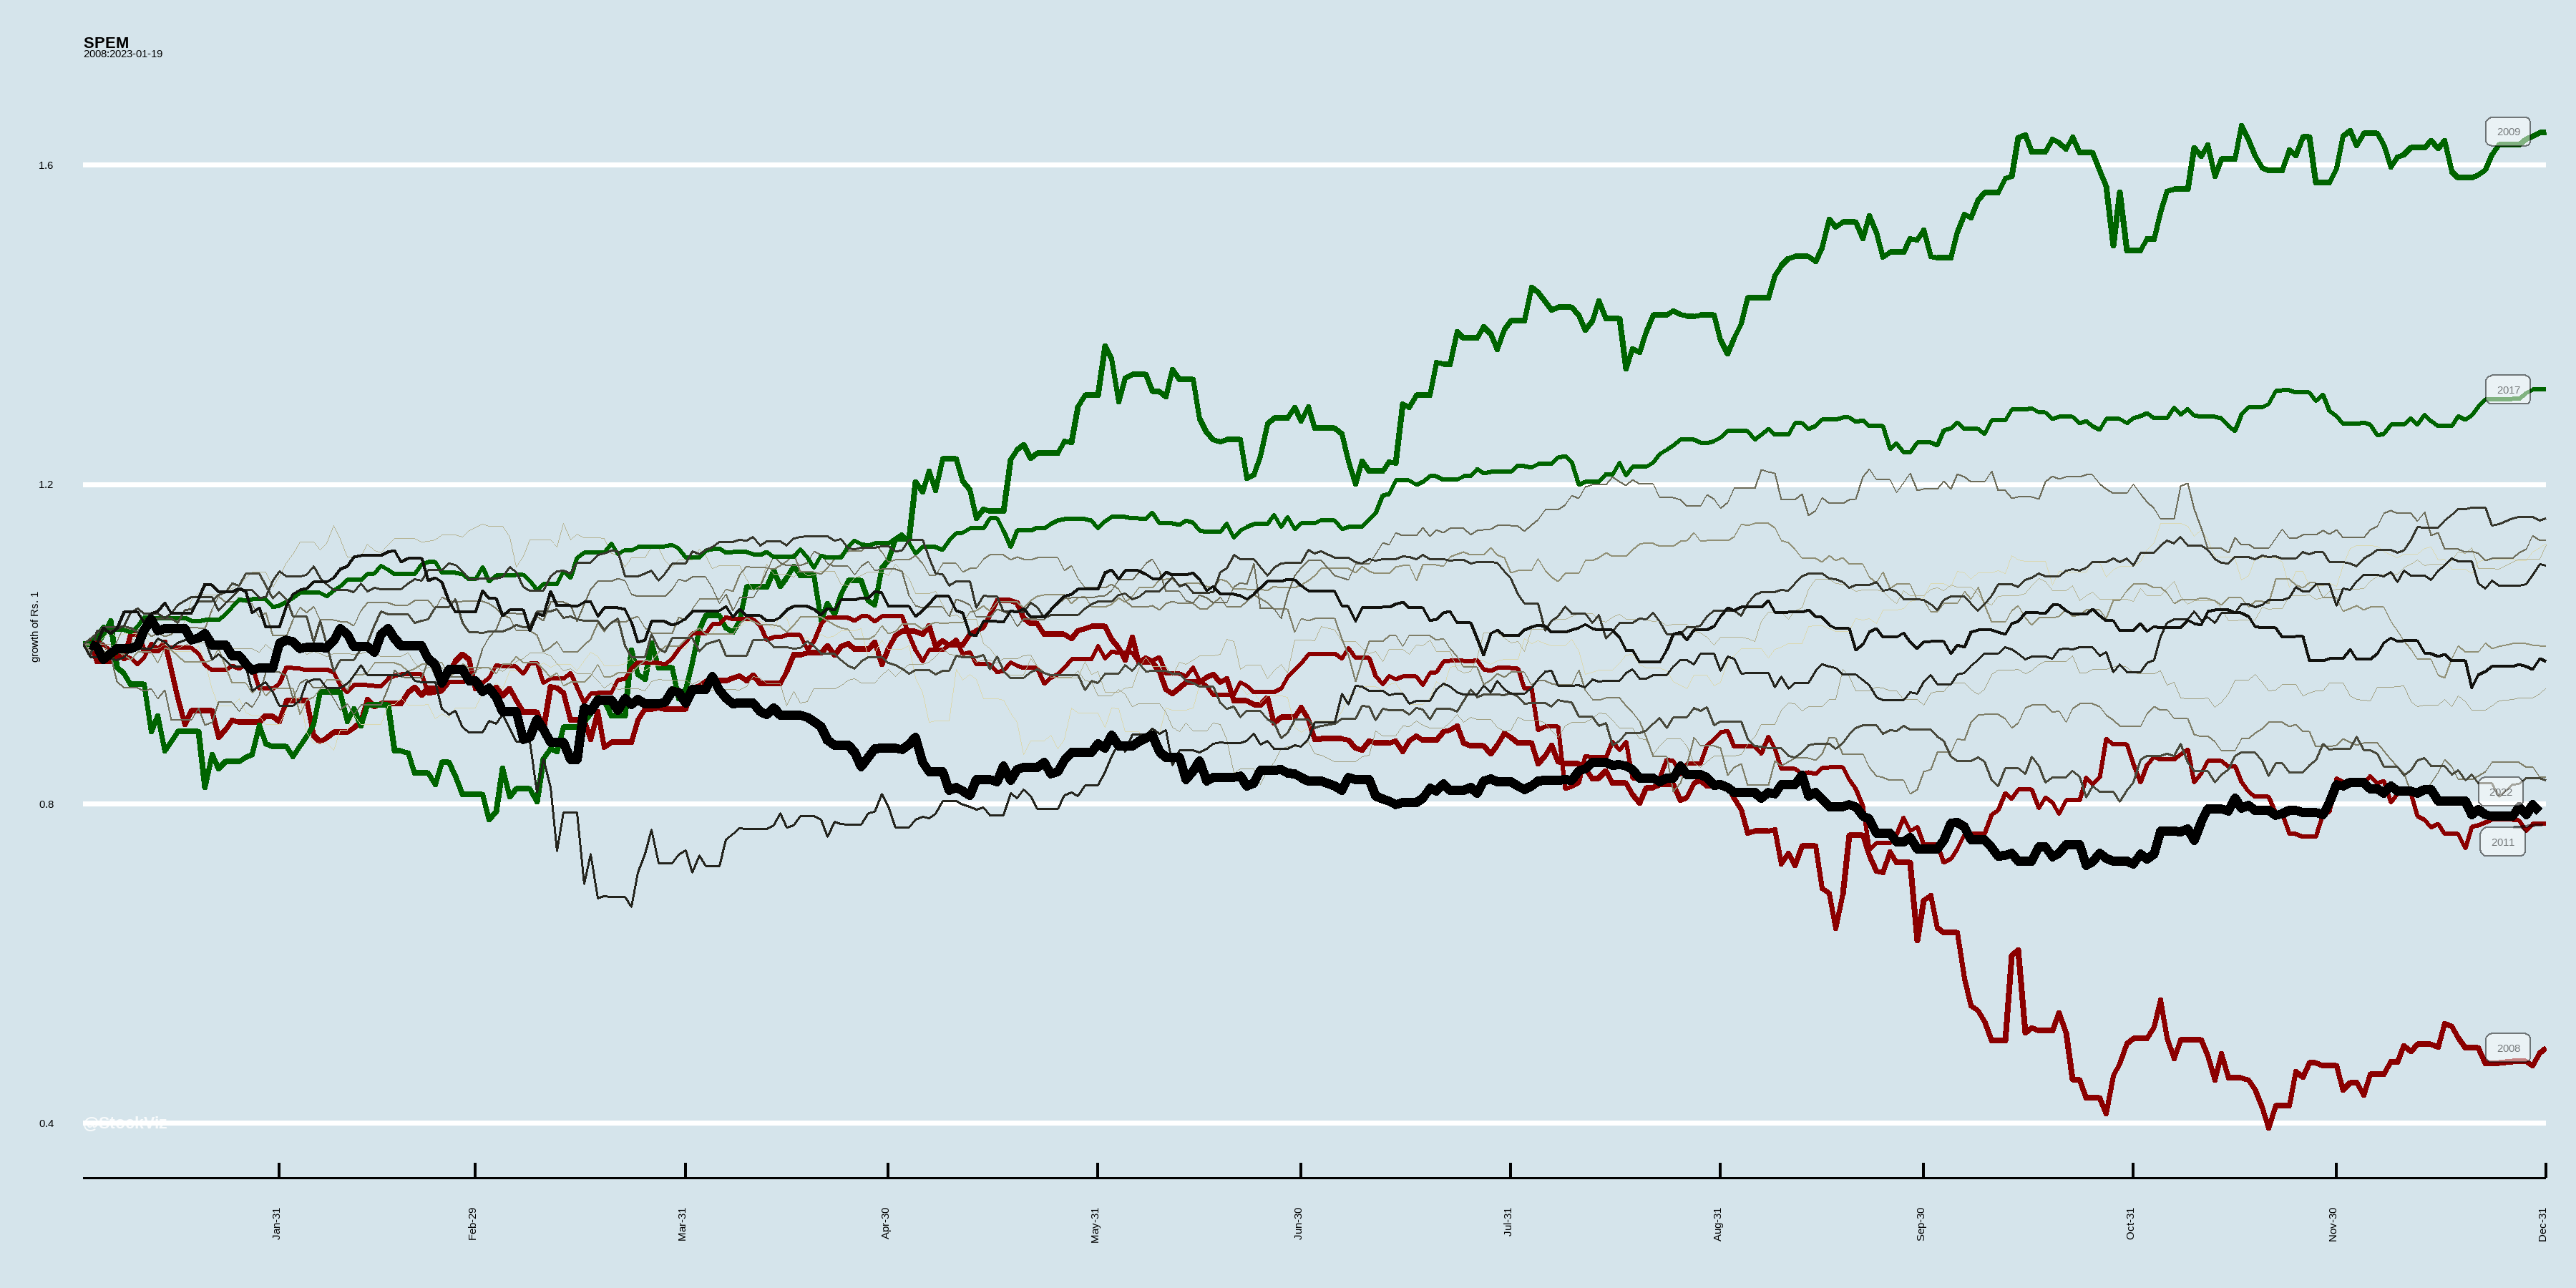 SPEM
2008:2023-01-19
growth of Rs. 1
1.6
1.2
0.8
0.4
2009
2017
2022
2011
2008
@StockViz
Jan-31
Feb-29
Mar-31
Apr-30
May-31
Jun-30
Jul-31
Aug-31
Sep-30
Oct-31
Nov-30
Dec-31